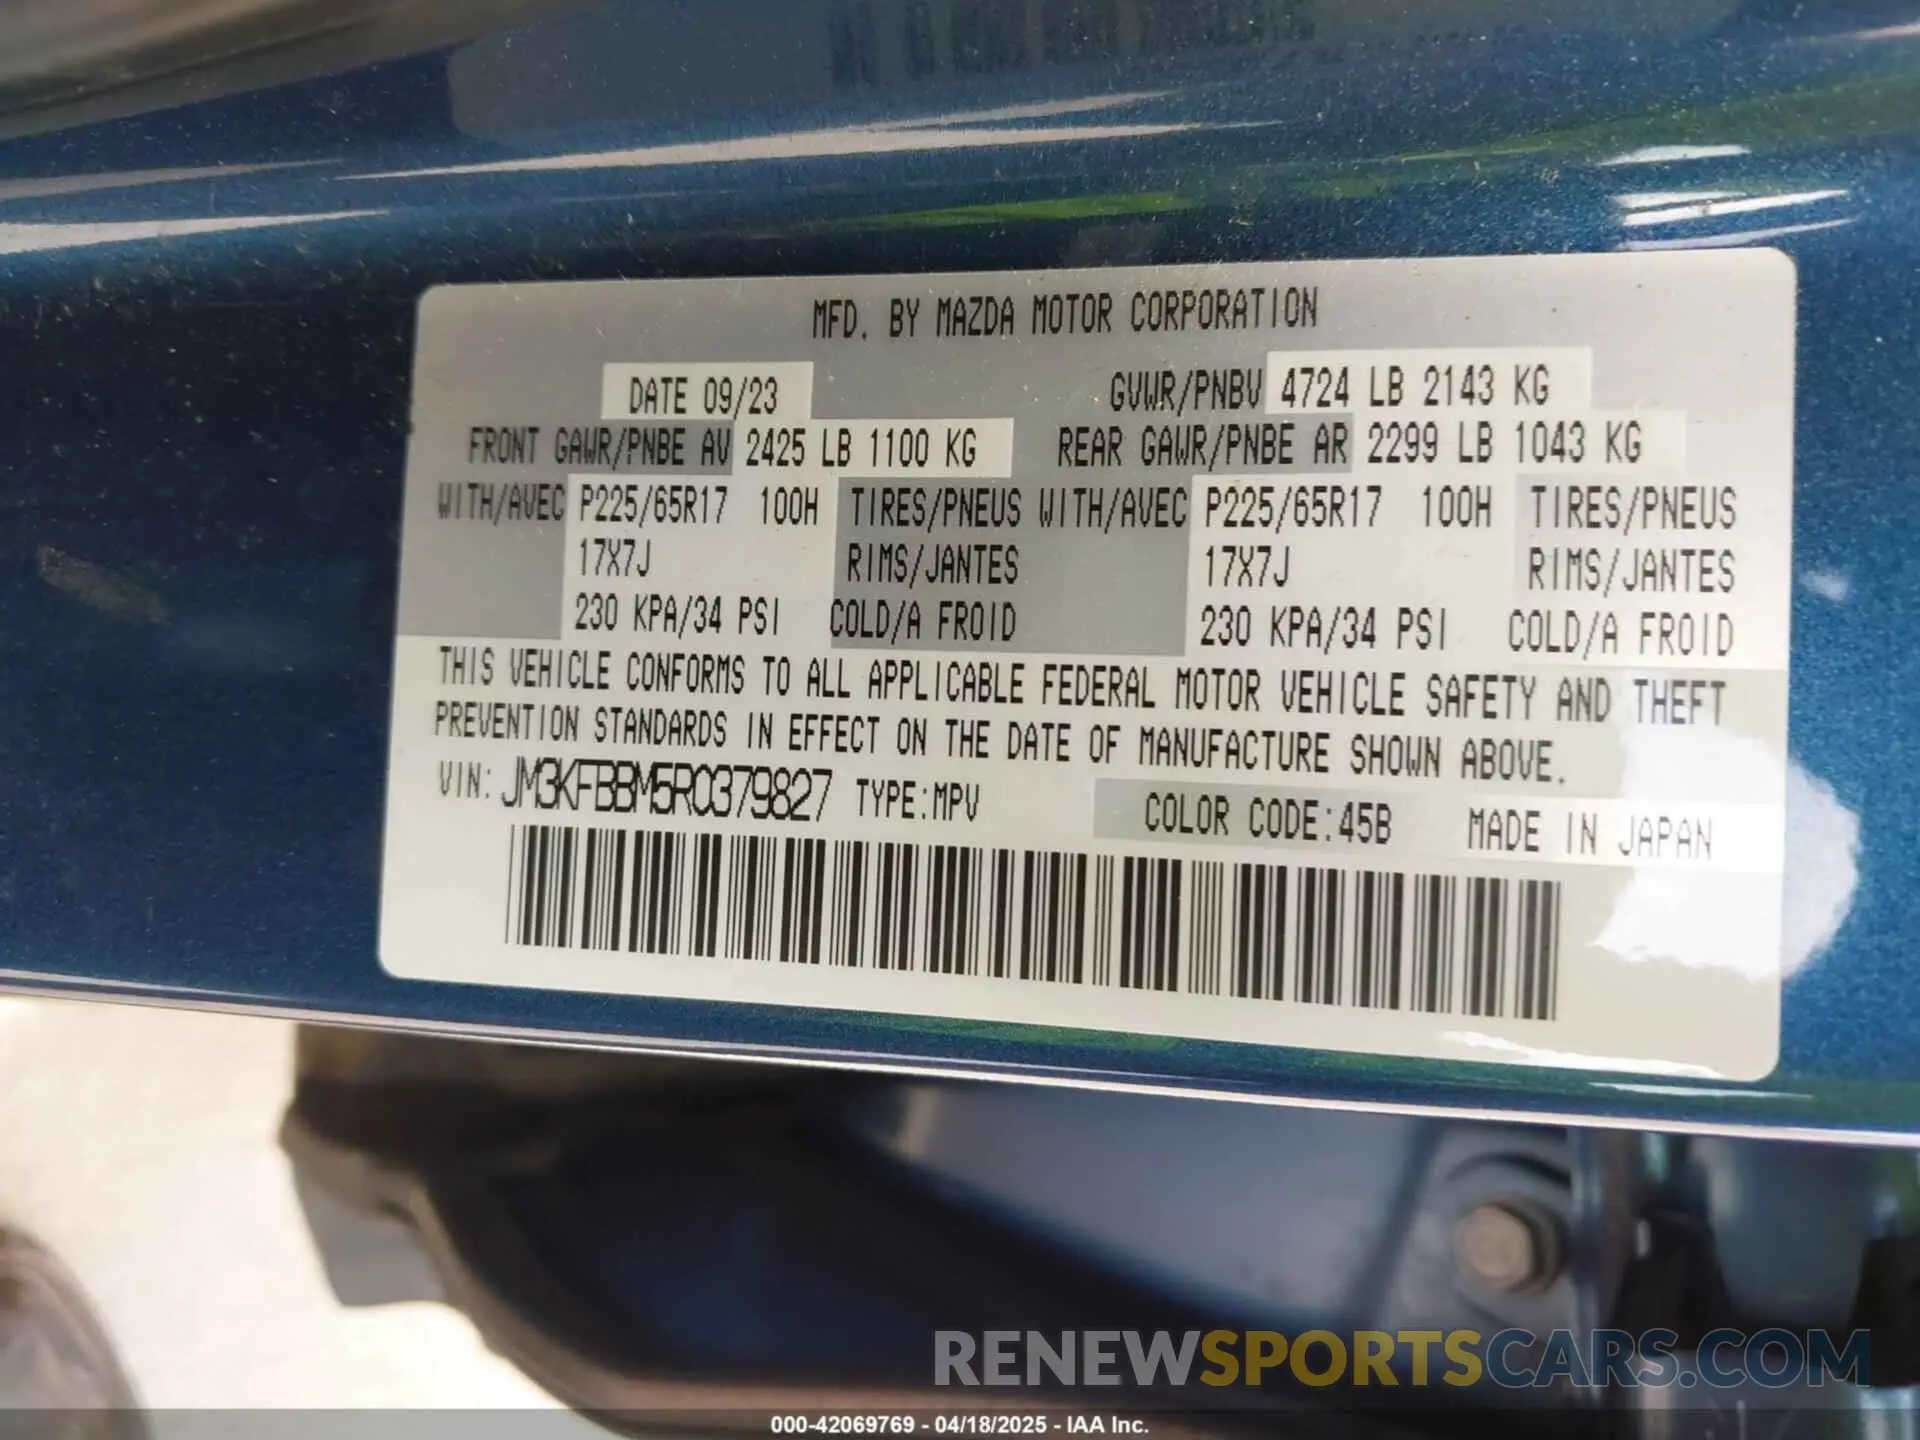 MFD. BY MAZDA MOTOR CORPORATION
DATE 09/23 GVWR/PNBV 4724 LB 2143 KG
FRONT GAWR/PNBE AV 2425 LB 1100 KG REAR GAWR/PNBE AR 2299 LB 1043 KG
WITH/AVEC P225/65R17 100H TIRES/PNEUS WITH/AVEC P225/65R17 100H TIRES/PNEUS
17X7J RIMS/JANTES 17X7J RIMS/JANTES
230 KPA/34 PSI COLD/A FROID 230 KPA/34 PSI COLD/A FROID
THIS VEHICLE CONFORMS TO ALL APPLICABLE FEDERAL MOTOR VEHICLE SAFETY AND THEFT
PREVENTION STANDARDS IN EFFECT ON THE DATE OF MANUFACTURE SHOWN ABOVE.
VIN: JM3KFBBM5R0379827 TYPE:MPV COLOR CODE:45B MADE IN JAPAN
RENEWSPORTSCARS.COM
000-42069769 - 04/18/2025 - IAA Inc.